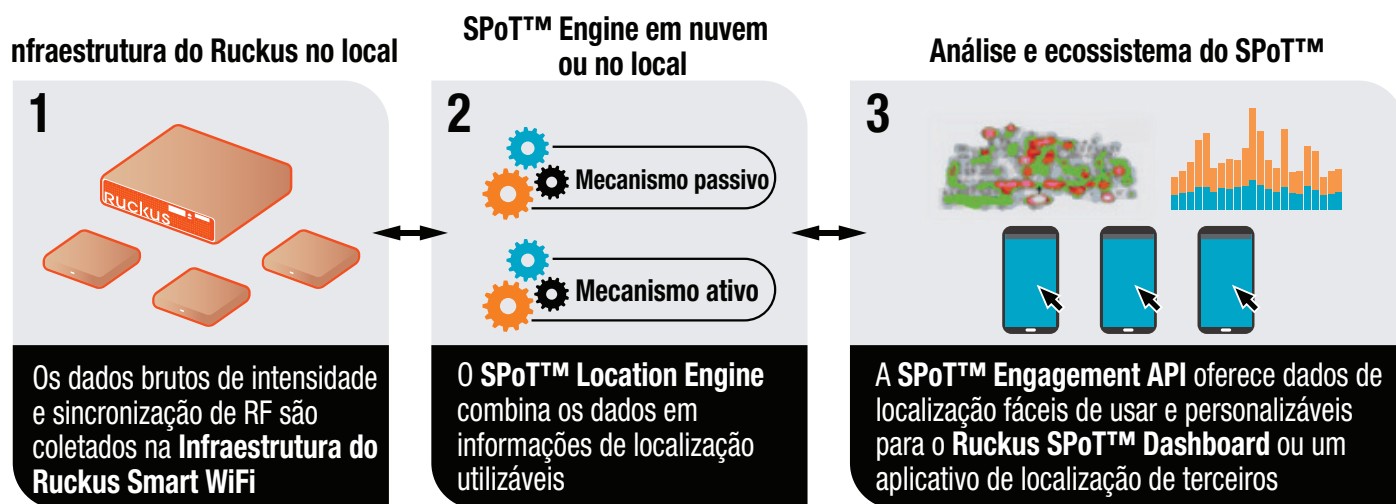 nfraestrutura do Ruckus no local
1
Ruckus
Os dados brutos de intensidade
e sincronização de RF são
coletados na Infraestrutura do
Ruckus Smart WiFi
SPoT™ Engine em nuvem
ou no local
2
Mecanismo passivo
Mecanismo ativo
O SPoT™ Location Engine
combina os dados em
informações de localização
utilizáveis
Análise e ecossistema do SPoT™
3
A SPoT™ Engagement API oferece dados de
localização fáceis de usar e personalizáveis
para o Ruckus SPoT™ Dashboard ou um
aplicativo de localização de terceiros